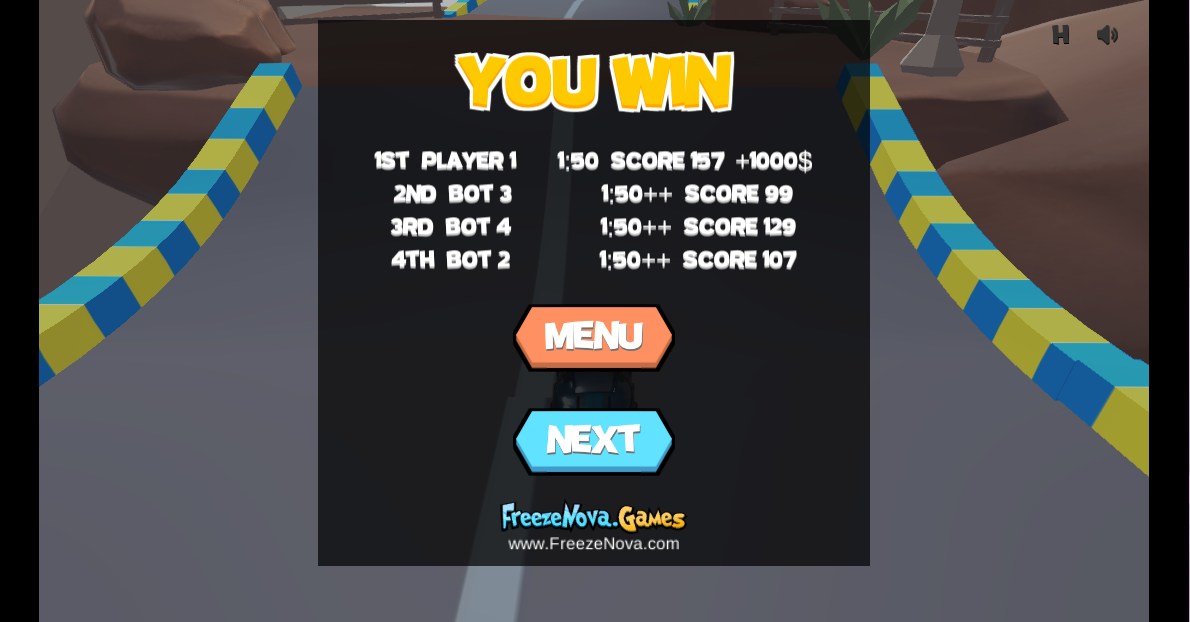 H
YOU WIN
1ST PLAYER 1 1:50 SCORE 157 +1000$
2ND BOT 3 1:50++ SCORE 99
3RD BOT 4 1:50++ SCORE 129
4TH BOT 2 1:50++ SCORE 107
MENU
NEXT
FreezeNova.Games
www.FreezeNova.com